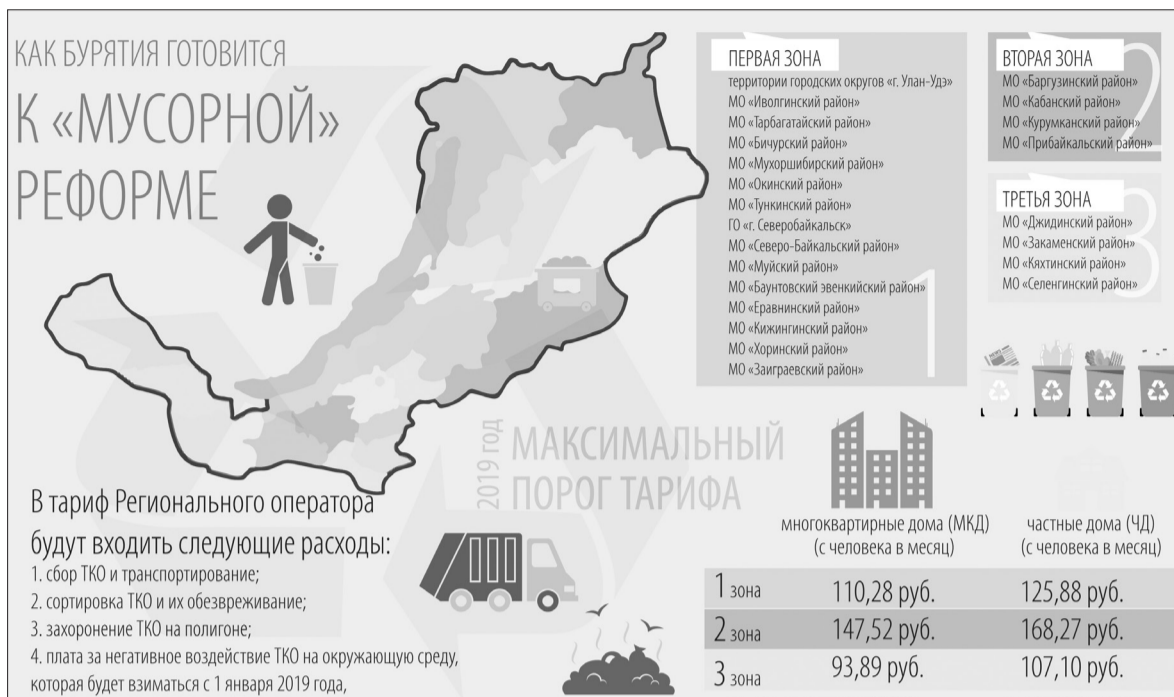 КАК БУРЯТИЯ ГОТОВИТСЯ
К «МУСОРНОЙ»
РЕФОРМЕ
ПЕРВАЯ ЗОНА
территории городских округов «г. Улан-Удэ»
МО «Иволгинский район»
МО «Тарбагатайский район»
МО «Бичурский район»
МО «Мухоршибирский район»
МО «Окинский район»
МО «Тункинский район»
ГО «г. Северобайкальск»
МО «Северо-Байкальский район»
МО «Муйский район»
МО «Баунтовский эвенкийский район»
МО «Еравнинский район»
МО «Кижингинский район»
МО «Хоринский район»
МО «Заиграевский район»
1
ВТОРАЯ ЗОНА
МО «Баргузинский район»
МО «Кабанский район»
МО «Курумканский район»
МО «Прибайкальский район»
2
ТРЕТЬЯ ЗОНА
МО «Джидинский район»
МО «Закаменский район»
МО «Кяхтинский район»
МО «Селенгинский район»
3
NEWS
2019 год
МАКСИМАЛЬНЫЙ
ПОРОГ ТАРИФА
многоквартирные дома (МКД)
(с человека в месяц)
частные дома (ЧД)
(с человека в месяц)
1 зона 110,28 руб. 125,88 руб.
2 зона 147,52 руб. 168,27 руб.
3 зона 93,89 руб. 107,10 руб.
В тариф Регионального оператора
будут входить следующие расходы:
1. сбор ТКО и транспортирование;
2. сортировка ТКО и их обезвреживание;
3. захоронение ТКО на полигоне;
4. плата за негативное воздействие ТКО на окружающую среду,
которая будет взиматься с 1 января 2019 года,